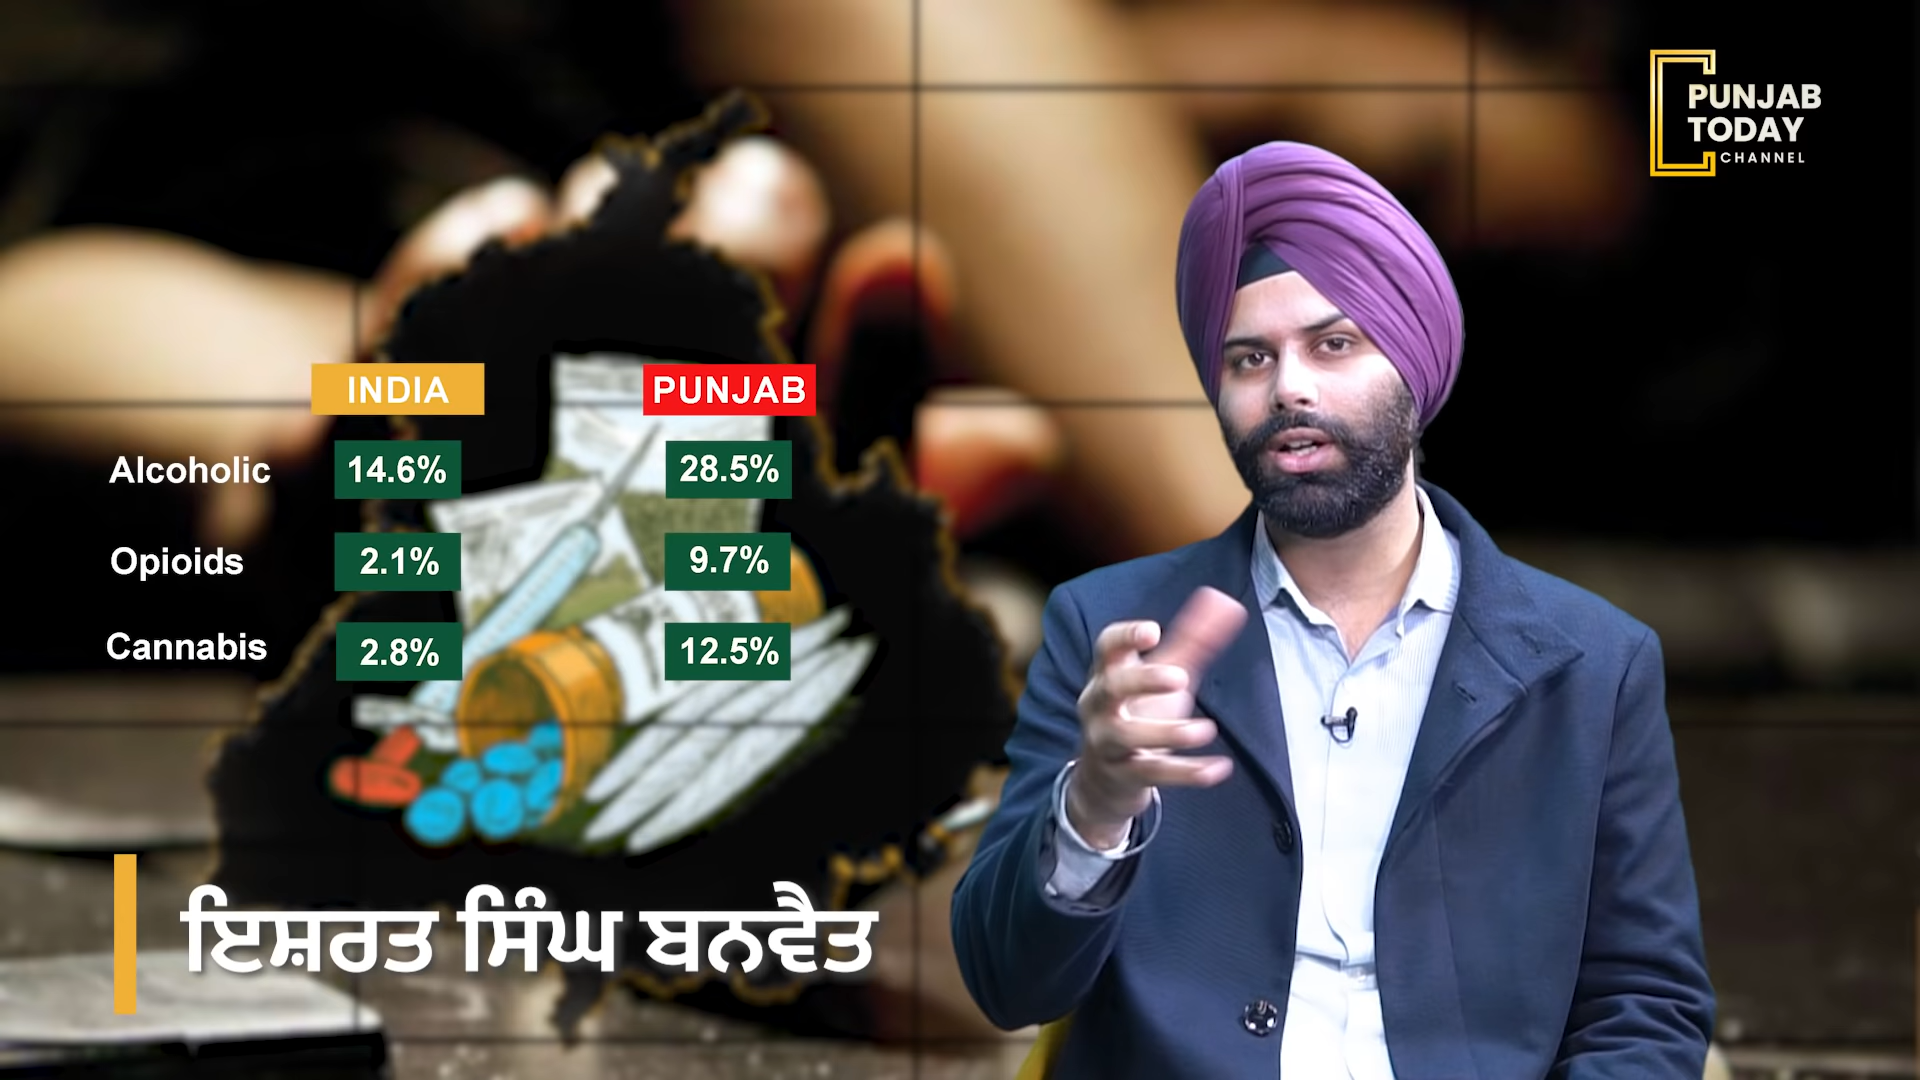 PUNJAB
TODAY
CHANNEL
INDIA PUNJAB
Alcoholic 14.6% 28.5%
Opioids 2.1% 9.7%
Cannabis 2.8% 12.5%
ਇਸ਼ਰਤ ਸਿੰਘ ਬਨਵੈਤ